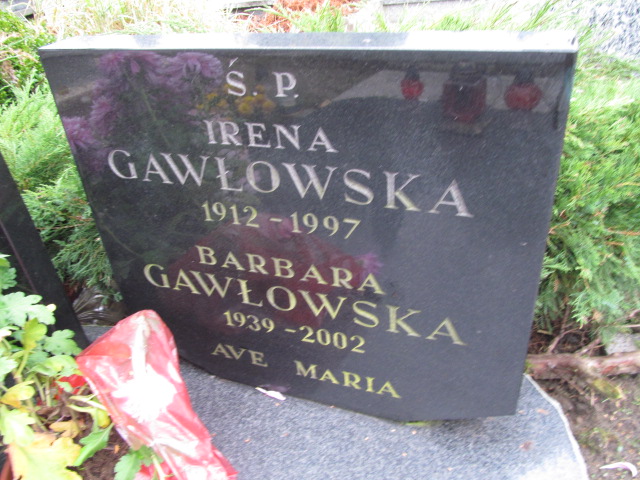 Ś. P.
IRENA
GAWŁOWSKA
1912 - 1997
BARBARA
GAWŁOWSKA
1939 - 2002
AVE MARIA